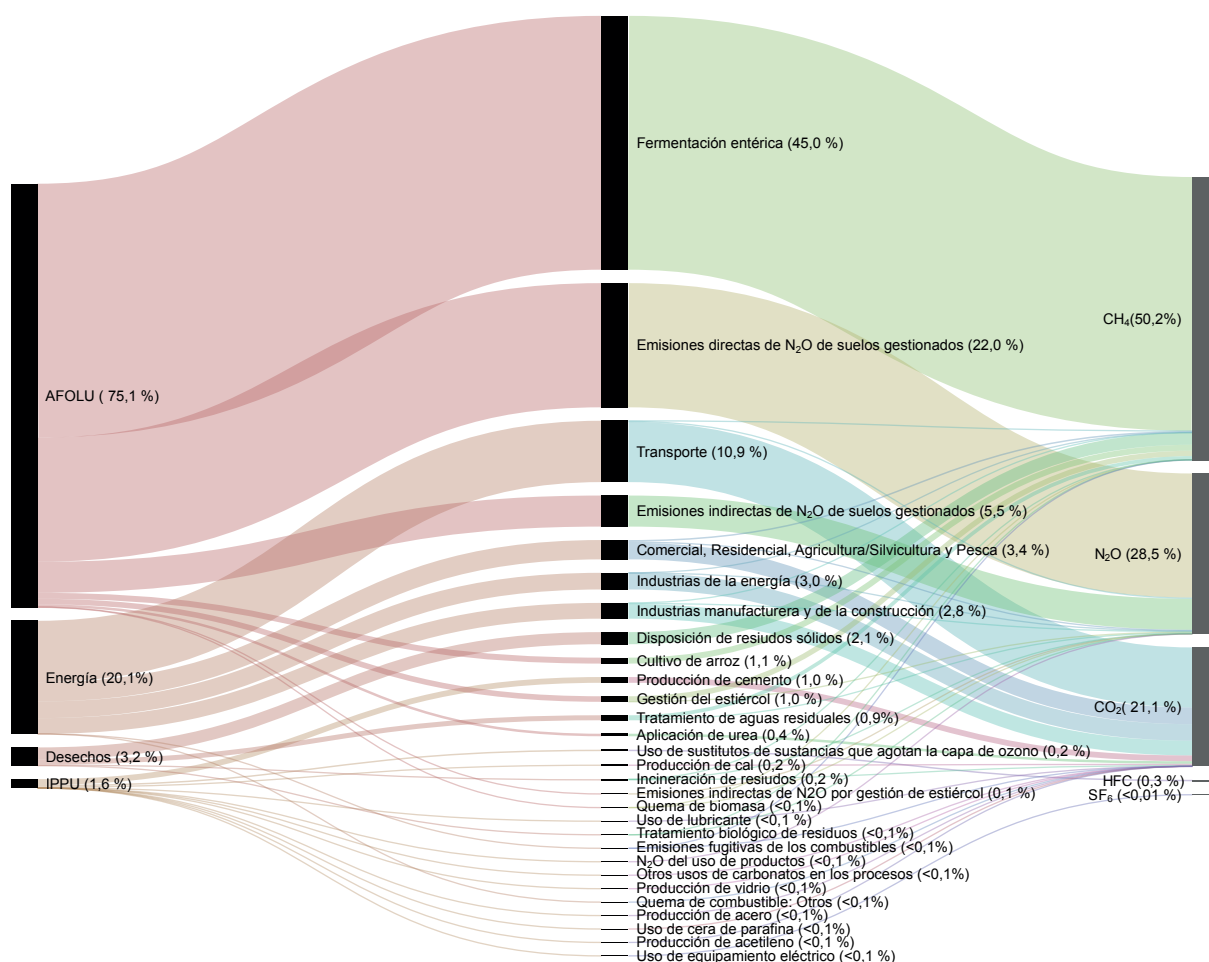 AFOLU ( 75,1 %)
Energía (20,1%)
Desechos (3,2 %)
IPPU (1,6 %)
Fermentación entérica (45,0 %)
Emisiones directas de N₂O de suelos gestionados (22,0 %)
Transporte (10,9 %)
Emisiones indirectas de N₂O de suelos gestionados (5,5 %)
Comercial, Residencial, Agricultura/Silvicultura y Pesca (3,4 %)
Industrias de la energía (3,0 %)
Industrias manufacturera y de la construcción (2,8 %)
Disposición de resiudos sólidos (2,1 %)
Cultivo de arroz (1,1 %)
Producción de cemento (1,0 %)
Gestión del estiércol (1,0 %)
Tratamiento de aguas residuales (0,9%)
Aplicación de urea (0,4 %)
Uso de sustitutos de sustancias que agotan la capa de ozono (0,2 %)
Producción de cal (0,2 %)
Incineración de resiudos (0,2 %)
Emisiones indirectas de N2O por gestión de estiércol (0,1 %)
Quema de biomasa (<0,1%)
Uso de lubricante (<0,1 %)
Tratamiento biológico de residuos (<0,1%)
Emisiones fugitivas de los combustibles (<0,1%)
N₂O del uso de productos (<0,1 %)
Otros usos de carbonatos en los procesos (<0,1%)
Producción de vidrio (<0,1%)
Quema de combustible: Otros (<0,1%)
Producción de acero (<0,1%)
Uso de cera de parafina (<0,1%)
Producción de acetileno (<0,1 %)
Uso de equipamiento eléctrico (<0,1 %)
CH₄(50,2%)
N₂O (28,5 %)
CO₂( 21,1 %)
HFC (0,3 %)
SF₆ (<0,01 %)